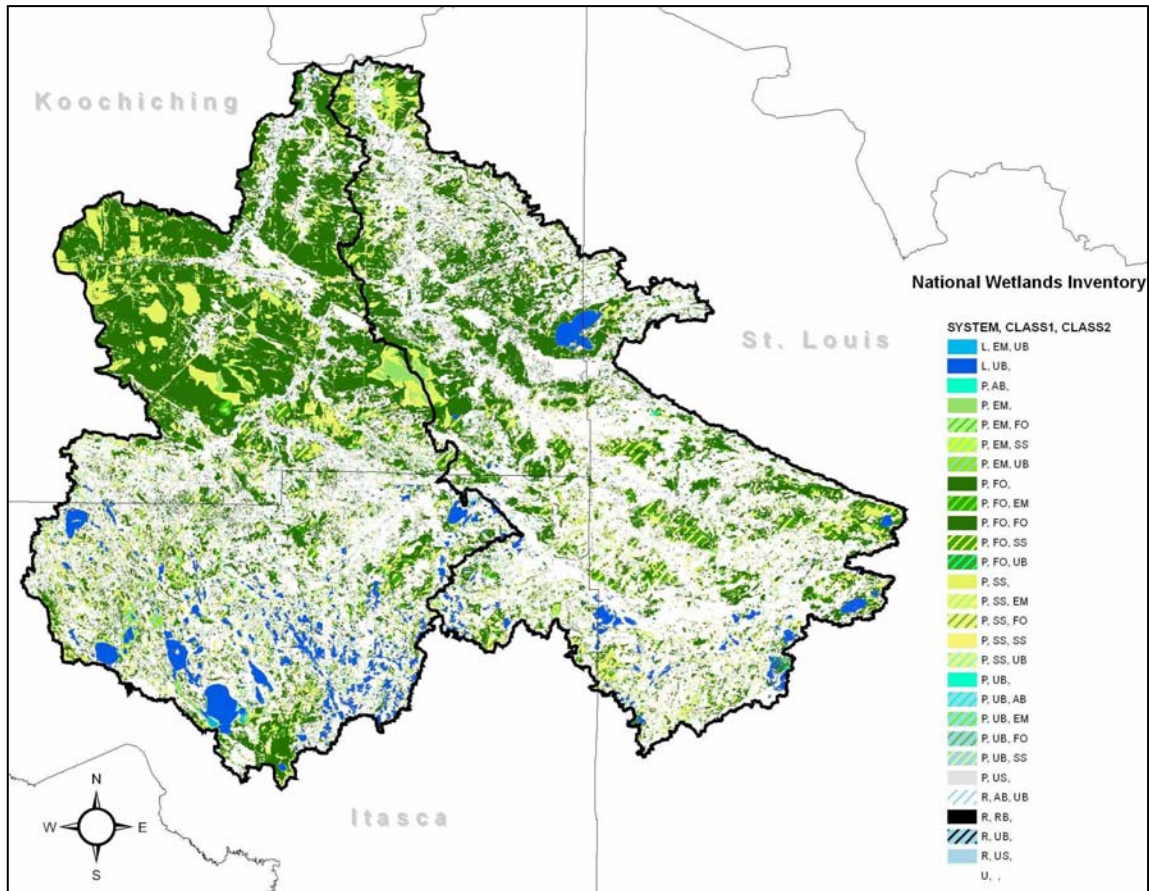 Koochiching
National Wetlands Inventory
St. Louis
SYSTEM, CLASS1, CLASS2
L, EM, UB
L, UB,
P, AB,
P, EM,
P, EM, FO
P, EM, SS
P, EM, UB
P, FO,
P, FO, EM
P, FO, FO
P, FO, SS
P, FO, UB
P, SS,
P, SS, EM
P, SS, FO
P, SS, SS
P, SS, UB
P, UB,
P, UB, AB
P, UB, EM
P, UB, FO
P, UB, SS
P, US,
R, AB, UB
R, RB,
R, UB,
R, US,
U, ,
N
W E
S
Itasca